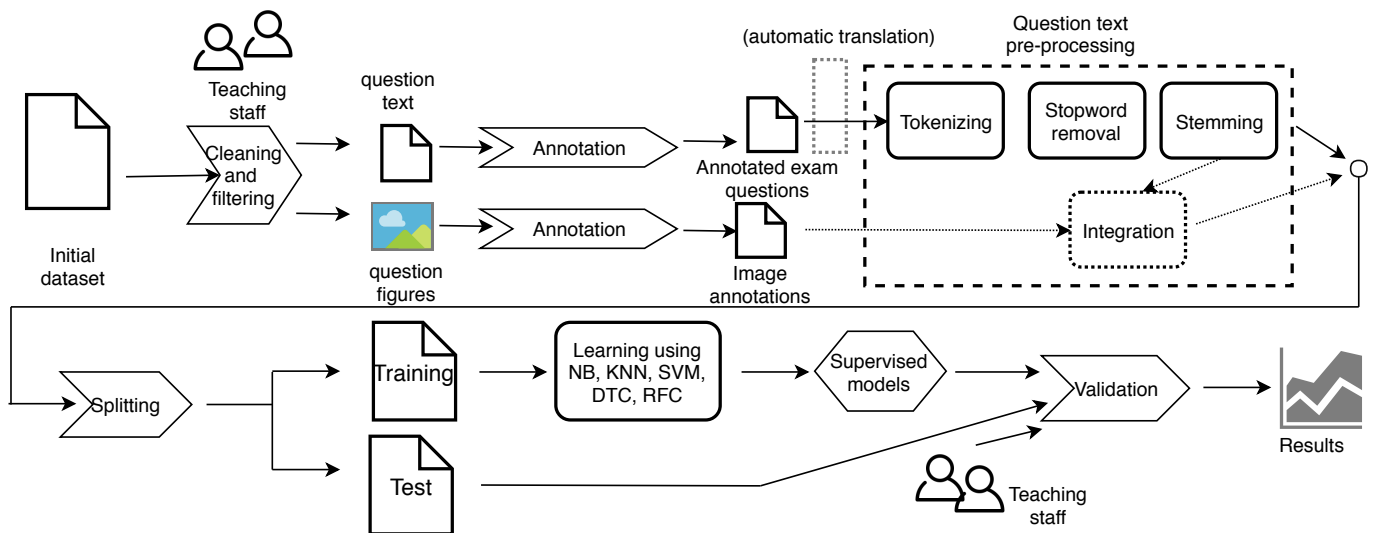 (automatic translation)
Question text
pre-processing
Teaching
staff
question
text
Cleaning
and
filtering
Annotation
Annotated exam
questions
Tokenizing
Stopword
removal
Stemming
Initial
dataset
question
figures
Annotation
Image
annotations
Integration
Splitting
Training
Learning using
NB, KNN, SVM,
DTC, RFC
Supervised
models
Validation
Results
Test
Teaching
staff